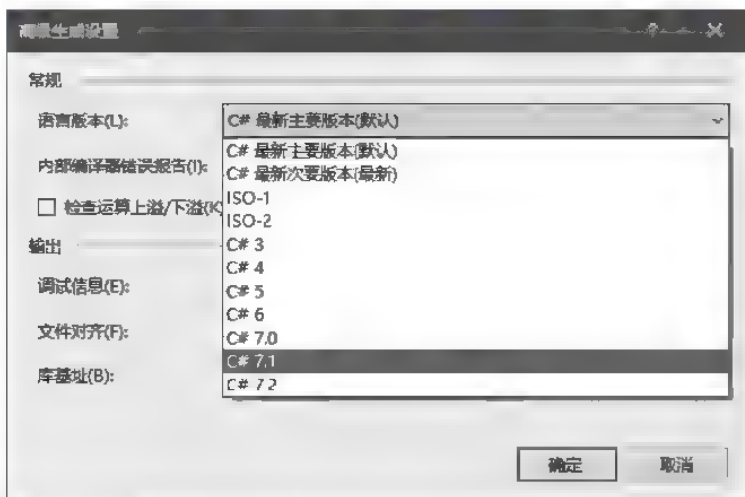 高级生成设置
常规
语言版本(L):
C# 最新主要版本(默认)
C# 最新主要版本(默认)
C# 最新次要版本(最新)
内部编译器错误报告(I):
ISO-1
检查运算上溢/下溢(K)
ISO-2
输出
C# 3
C# 4
调试信息(E):
C# 5
C# 6
文件对齐(F):
C# 7.0
C# 7.1
库基址(B):
C# 7.2
确定
取消